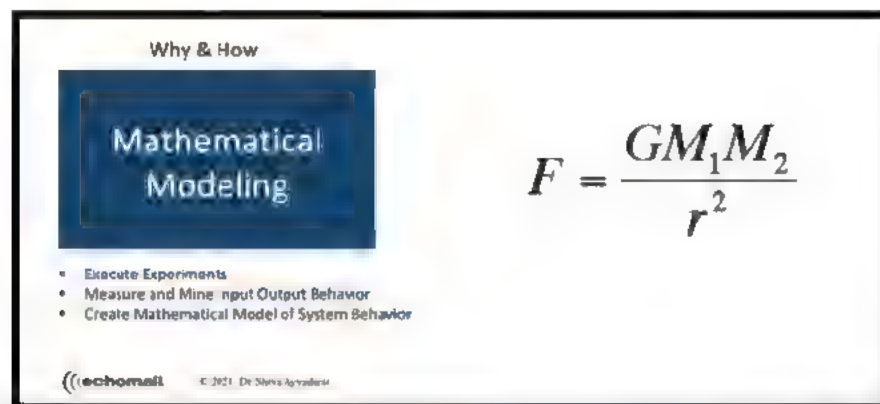 Why & How
Mathematical
Modeling
• Execute Experiments
• Measure and Mine Input Output Behavior
• Create Mathematical Model of System Behavior
F = GM₁M₂ / r²
echomail
© 2021 Dr Shiva Ayyadurai